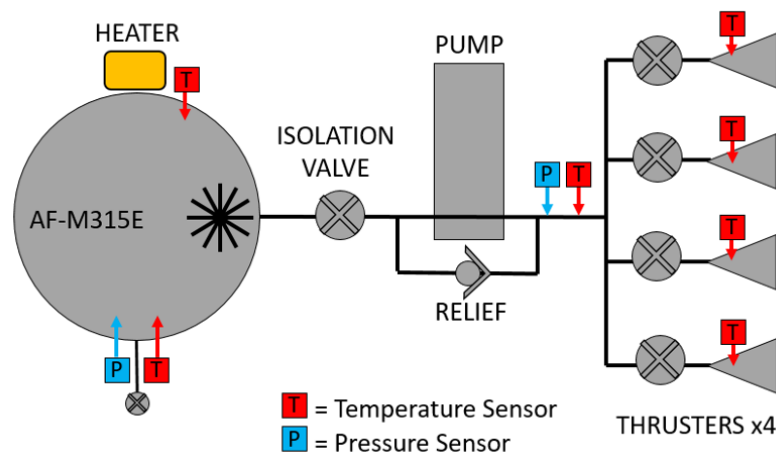 HEATER
PUMP
T
T
ISOLATION
VALVE
T
AF-M315E
P
T
T
RELIEF
T
P
T
T = Temperature Sensor
P = Pressure Sensor
THRUSTERS x4